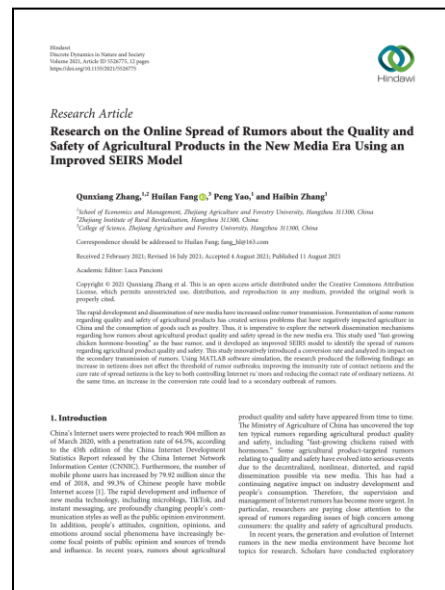 Hindawi
Discrete Dynamics in Nature and Society
Volume 2021, Article ID 5526775, 12 pages
https://doi.org/10.1155/2021/5526775
Hindawi
Research Article
Research on the Online Spread of Rumors about the Quality and
Safety of Agricultural Products in the New Media Era Using an
Improved SEIRS Model
Qunxiang Zhang,1,2 Huilan Fang,3 Peng Yao,1 and Haibin Zhang1
1School of Economics and Management, Zhejiang Agriculture and Forestry University, Hangzhou 311300, China
2Zhejiang Institute of Rural Revitalization, Hangzhou 311300, China
3College of Science, Zhejiang Agriculture and Forestry University, Hangzhou 311300, China
Correspondence should be addressed to Huilan Fang; fang_hl@163.com
Received 2 February 2021; Revised 16 July 2021; Accepted 4 August 2021; Published 11 August 2021
Academic Editor: Luca Pancioni
Copyright © 2021 Qunxiang Zhang et al. This is an open access article distributed under the Creative Commons Attribution
License, which permits unrestricted use, distribution, and reproduction in any medium, provided the original work is
properly cited.
The rapid development and dissemination of new media have increased online rumor transmission. Fermentation of some rumors
regarding quality and safety of agricultural products has created serious problems that have negatively impacted agriculture in
China and the consumption of goods such as poultry. Thus, it is imperative to explore the network dissemination mechanisms
regarding how rumors about agricultural product quality and safety spread in the new media era. This study used "fast-growing
chicken hormone-boosting" as the base rumor, and it developed an improved SEIRS model to identify the spread of rumors
regarding agricultural product quality and safety. This study innovatively introduced a conversion rate and analyzed its impact on
the secondary transmission of rumors. Using MATLAB software simulation, the research produced the following findings: an
increase in netizens does not affect the threshold of rumor outbreaks; improving the immunity rate of contact netizens and the
cure rate of spread netizens is the key to both controlling Internet ru¨mors and reducing the contact rate of ordinary netizens. At
the same time, an increase in the conversion rate could lead to a secondary outbreak of rumors.
1. Introduction
China's Internet users were projected to reach 904 million as
of March 2020, with a penetration rate of 64.5%, according
to the 45th edition of the China Internet Development
Statistics Report released by the China Internet Network
Information Center (CNNIC). Furthermore, the number of
mobile phone users has increased by 79.92 million since the
end of 2018, and 99.3% of Chinese people have mobile
Internet access [1]. The rapid development and influence of
new media technology, including microblogs, TikTok, and
instant messaging, are profoundly changing people's com-
munication styles as well as the public opinion environment.
In addition, people's attitudes, cognition, opinions, and
emotions around social phenomena have increasingly be-
come focal points of public opinion and sources of trends
and influence. In recent years, rumors about agricultural
product quality and safety have appeared from time to time.
The Ministry of Agriculture of China has uncovered the top
ten typical rumors regarding agricultural product quality
and safety, including "fast-growing chickens raised with
hormones." Some agricultural product-targeted rumors
relating to quality and safety have evolved into serious events
due to the decentralized, nonlinear, distorted, and rapid
dissemination possible via new media. This has had a
continuing negative impact on industry development and
people's consumption. Therefore, the supervision and
management of Internet rumors has become more urgent. In
particular, researchers are paying close attention to the
spread of rumors regarding issues of high concern among
consumers: the quality and safety of agricultural products.
In recent years, the generation and evolution of Internet
rumors in the new media environment have become hot
topics for research. Scholars have conducted exploratory